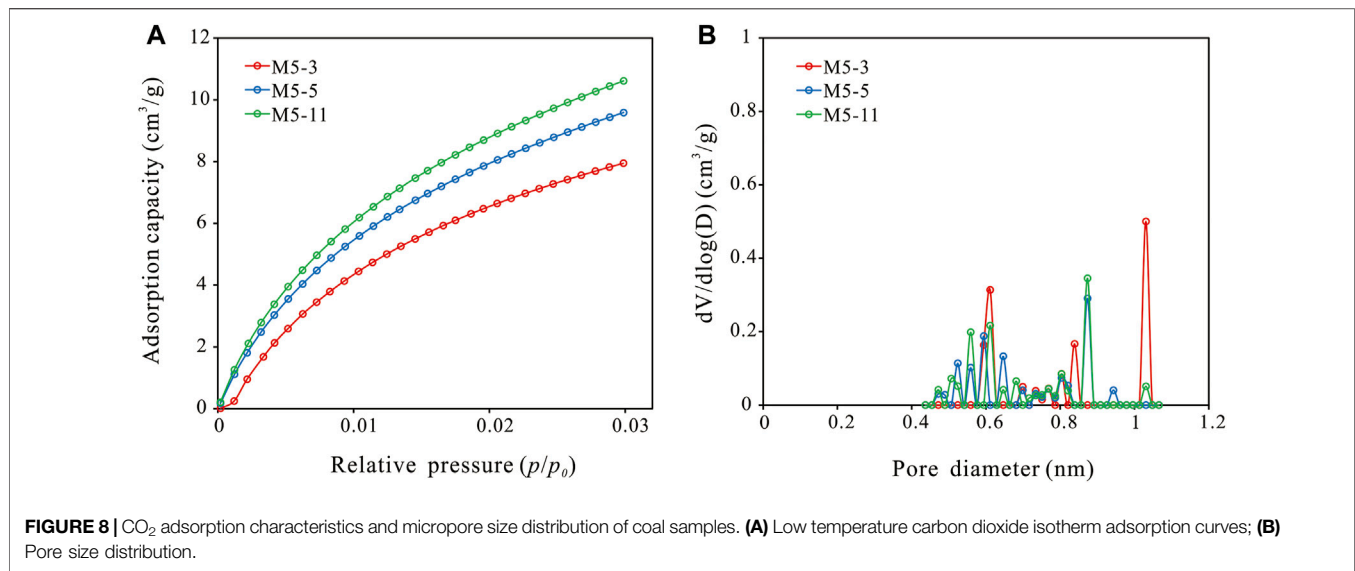 A
12
10
8
6
4
2
0
Adsorption capacity (cm³/g)
M5-3
M5-5
M5-11
0
0.01
0.02
0.03
Relative pressure (p/p₀)
B
1
0.8
0.6
0.4
0.2
0
dV/dlog(D) (cm³/g)
M5-3
M5-5
M5-11
0
0.2
0.4
0.6
0.8
1
1.2
Pore diameter (nm)
FIGURE 8 | CO₂ adsorption characteristics and micropore size distribution of coal samples. (A) Low temperature carbon dioxide isotherm adsorption curves; (B)
Pore size distribution.